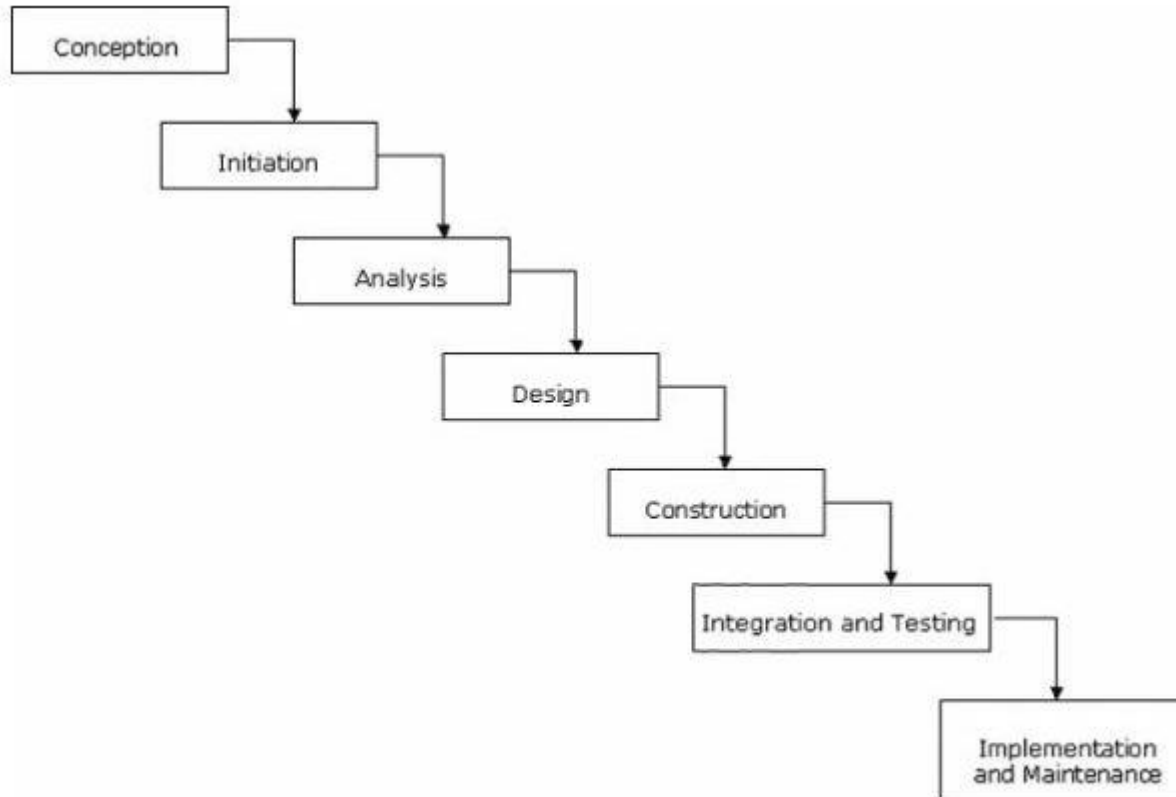 Conception
Initiation
Analysis
Design
Construction
Integration and Testing
Implementation
and Maintenance